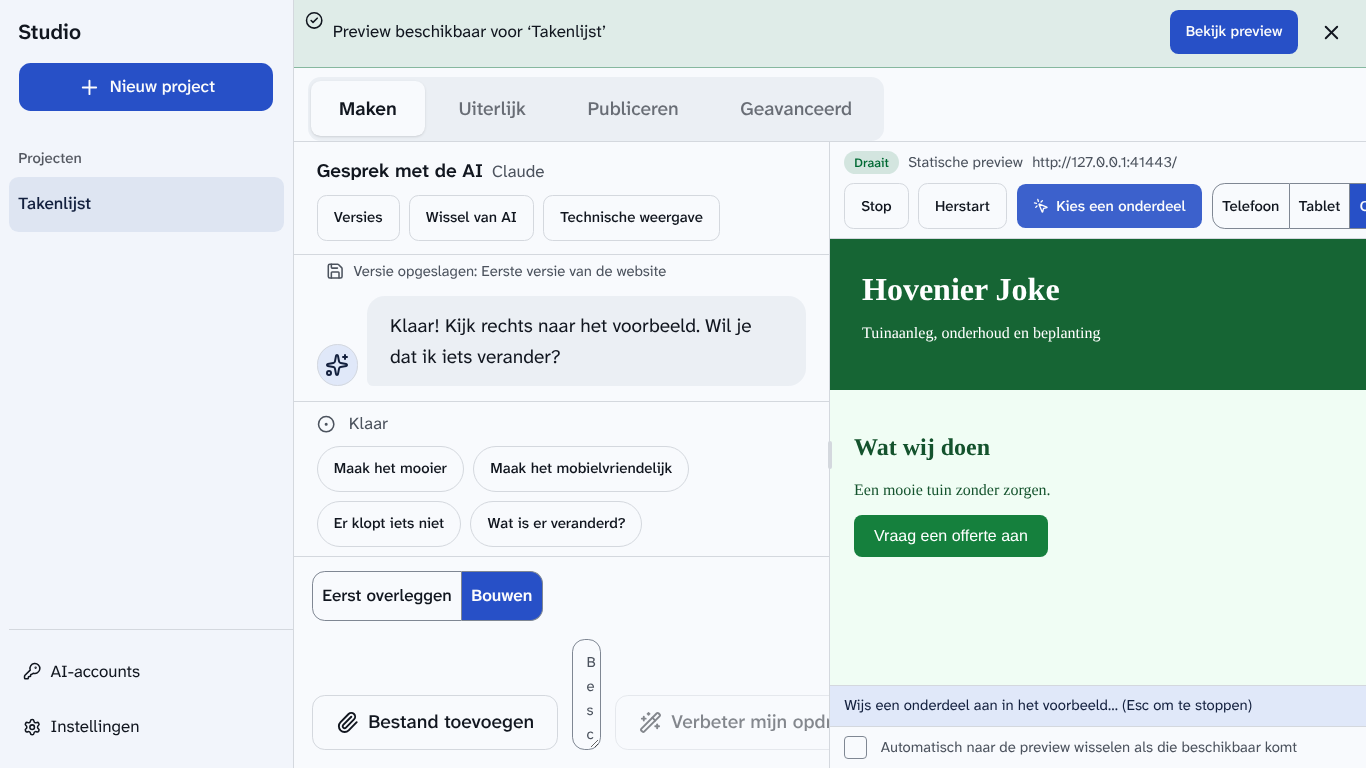 Studio
Nieuw project
Projecten
Takenlijst
AI-accounts
Instellingen
Preview beschikbaar voor ‘Takenlijst’
Bekijk preview
Maken
Uiterlijk
Publiceren
Geavanceerd
Gesprek met de AI Claude
Versies
Wissel van AI
Technische weergave
Versie opgeslagen: Eerste versie van de website
Klaar! Kijk rechts naar het voorbeeld. Wil je
dat ik iets verander?
Klaar
Maak het mooier
Maak het mobielvriendelijk
Er klopt iets niet
Wat is er veranderd?
Eerst overleggen
Bouwen
Bestand toevoegen
B
e
s
c
Verbeter mijn opdr
Draait
Statische preview http://127.0.0.1:41443/
Stop
Herstart
Kies een onderdeel
Telefoon
Tablet
Hovenier Joke
Tuinaanleg, onderhoud en beplanting
Wat wij doen
Een mooie tuin zonder zorgen.
Vraag een offerte aan
Wijs een onderdeel aan in het voorbeeld... (Esc om te stoppen)
Automatisch naar de preview wisselen als die beschikbaar komt